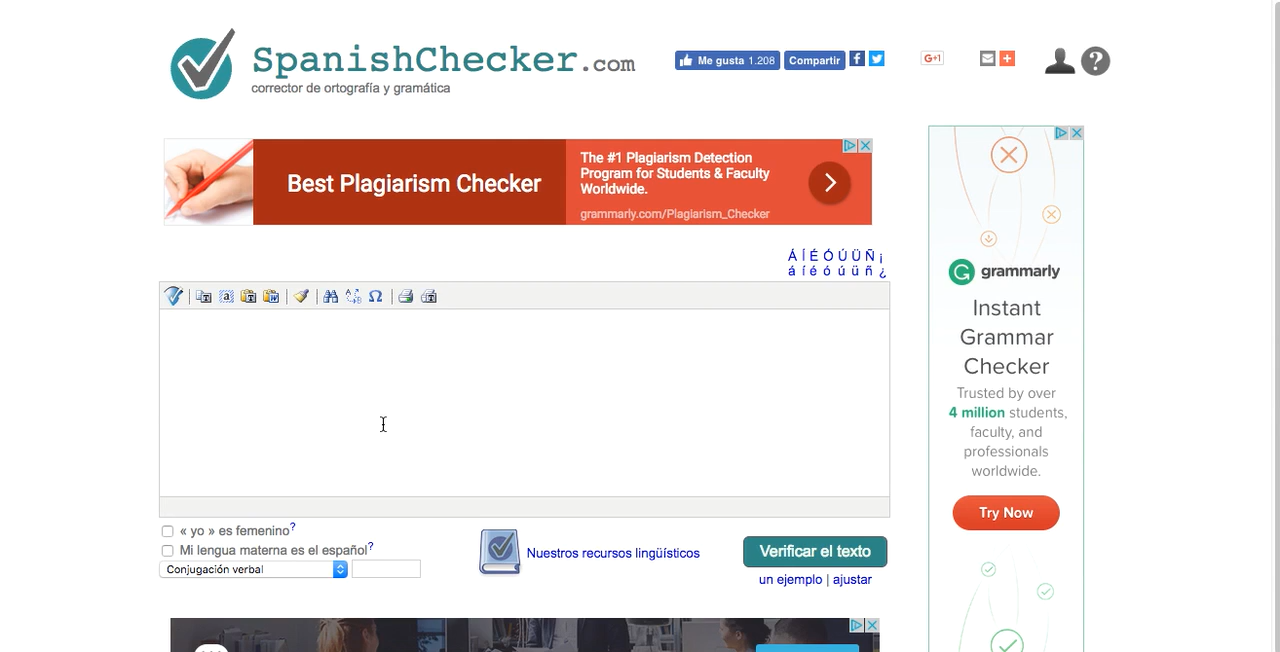 SpanishChecker.com
corrector de ortografía y gramática
Me gusta 1.208
Compartir
G+1
?
Best Plagiarism Checker
The #1 Plagiarism Detection
Program for Students & Faculty
Worldwide.
grammarly.com/Plagiarism_Checker
Á Í É Ó Ú Ü Ñ ¡
á í é ó ú ü ñ ¿
« yo » es femenino?
Mi lengua materna es el español?
Conjugación verbal
Nuestros recursos lingüísticos
Verificar el texto
un ejemplo | ajustar
grammarly
Instant
Grammar
Checker
Trusted by over
4 million students,
faculty, and
professionals
worldwide.
Try Now